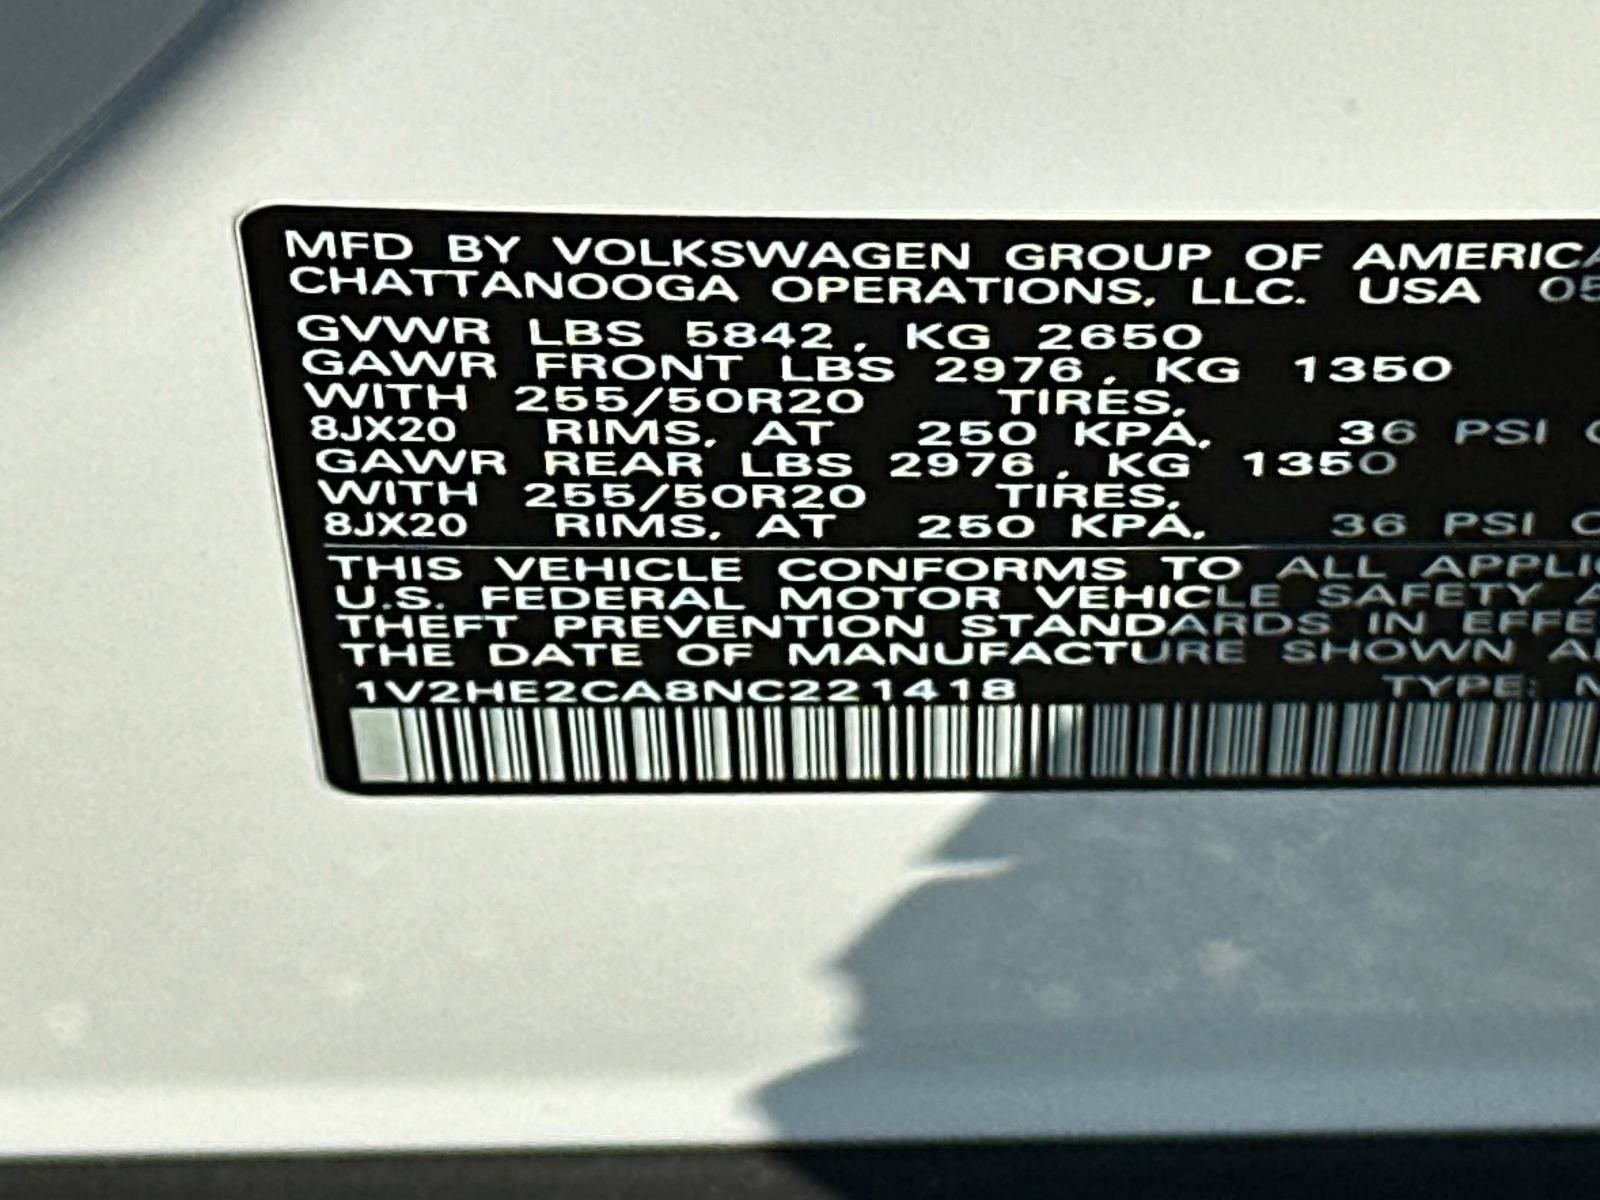 MFD BY VOLKSWAGEN GROUP OF AMERICA
CHATTANOOGA OPERATIONS, LLC. USA 05
GVWR LBS 5842, KG 2650
GAWR FRONT LBS 2976, KG 1350
WITH 255/50R20 TIRES,
8JX20 RIMS, AT 250 KPA, 36 PSI
GAWR REAR LBS 2976, KG 1350
WITH 255/50R20 TIRES,
8JX20 RIMS, AT 250 KPA, 36 PSI
THIS VEHICLE CONFORMS TO ALL
U.S. FEDERAL MOTOR VEHICLE SAFETY
THEFT PREVENTION STANDARDS IN
THE DATE OF MANUFACTURE SHOWN
1V2HE2CA8NC221418 TYPE: